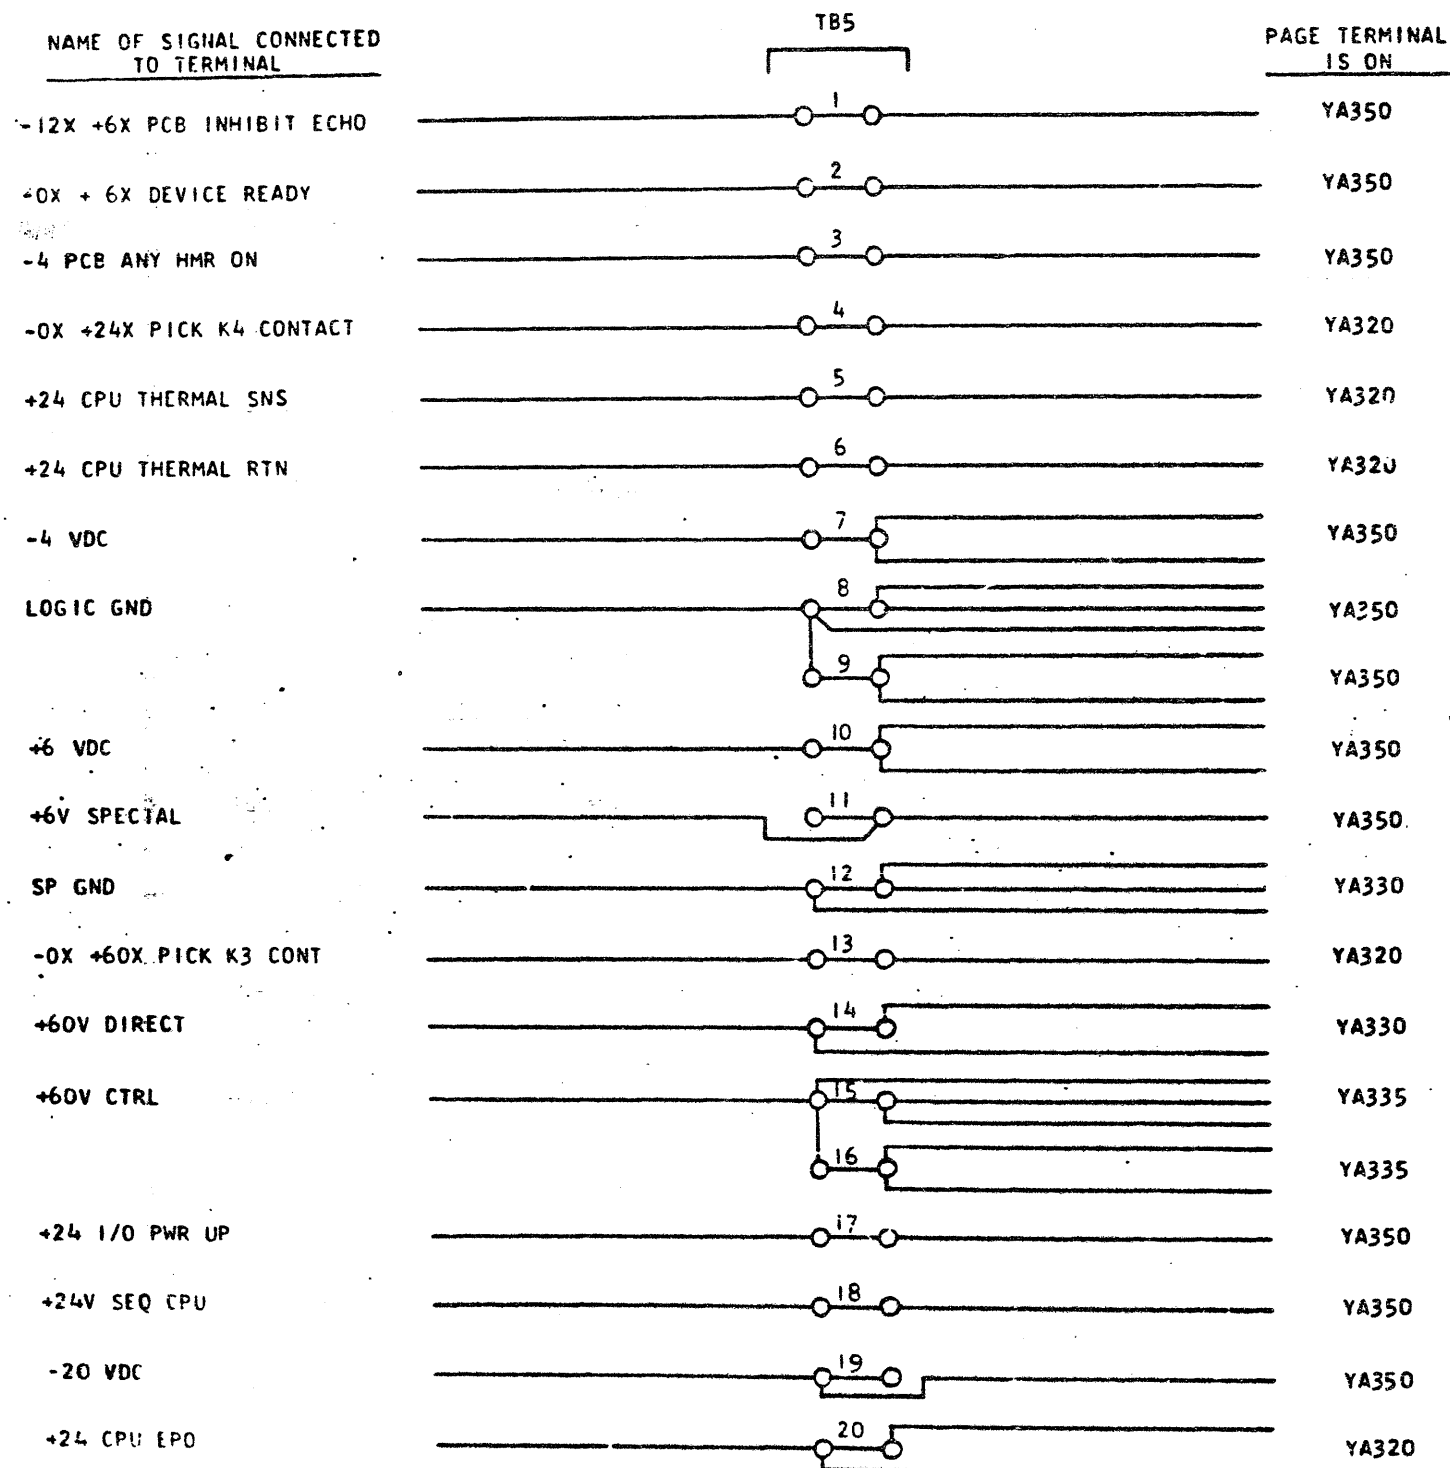 TB5
NAME OF SIGNAL CONNECTED
TO TERMINAL
PAGE TERMINAL
IS ON
-12X +6X PCB INHIBIT ECHO 1 YA350
-0X + 6X DEVICE READY 2 YA350
-4 PCB ANY HMR ON 3 YA350
-0X +24X PICK K4 CONTACT 4 YA320
+24 CPU THERMAL SNS 5 YA320
+24 CPU THERMAL RTN 6 YA320
-4 VDC 7 YA350
LOGIC GND 8 YA350
9 YA350
+6 VDC 10 YA350
+6V SPECIAL 11 YA350
SP GND 12 YA330
-0X +60X PICK K3 CONT 13 YA320
+60V DIRECT 14 YA330
+60V CTRL 15 YA335
16 YA335
+24 I/O PWR UP 17 YA350
+24V SEQ CPU 18 YA350
-20 VDC 19 YA350
+24 CPU EPO 20 YA320